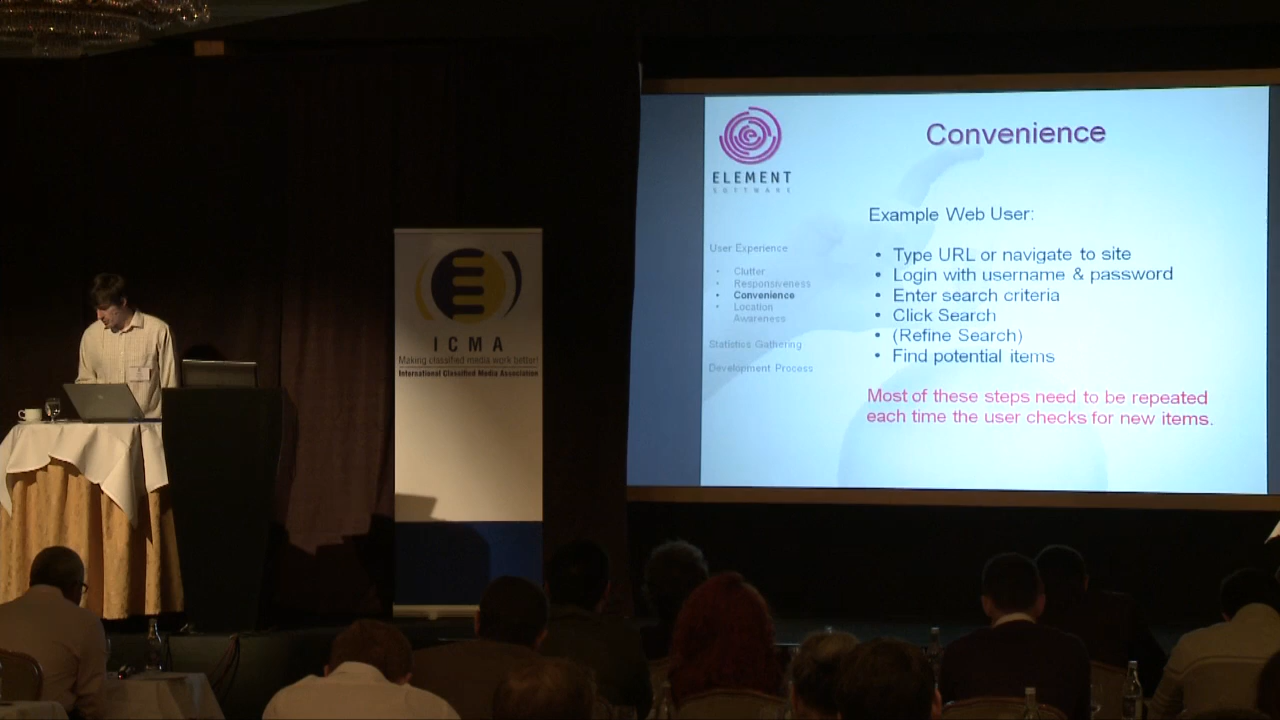 ICMA
Making classified media work better!
International Classified Media Association
ELEMENT
SOFTWARE
Convenience
User Experience
• Clutter
• Responsiveness
• Convenience
• Location
Awareness
Statistics Gathering
Development Process
Example Web User:
• Type URL or navigate to site
• Login with username & password
• Enter search criteria
• Click Search
• (Refine Search)
• Find potential items
Most of these steps need to be repeated
each time the user checks for new items.